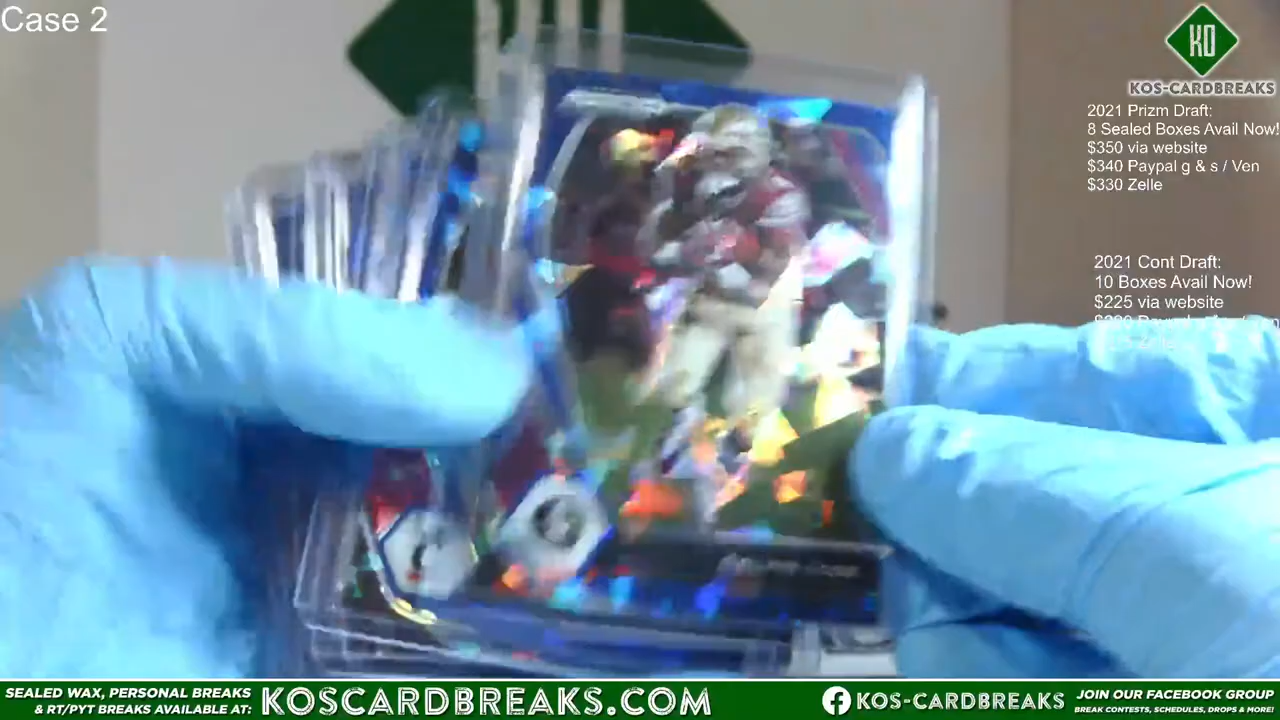 Case 2
KO
KOS-CARDBREAKS
2021 Prizm Draft:
8 Sealed Boxes Avail Now!
$350 via website
$340 Paypal g & s / Ven
$330 Zelle
2021 Cont Draft:
10 Boxes Avail Now!
$225 via website
Zelle
SEALED WAX, PERSONAL BREAKS
& RT/PYT BREAKS AVAILABLE AT:
KOSCARDBREAKS.COM
KOS-CARDBREAKS
JOIN OUR FACEBOOK GROUP
BREAK CONTESTS, SCHEDULES, DROPS & MORE!